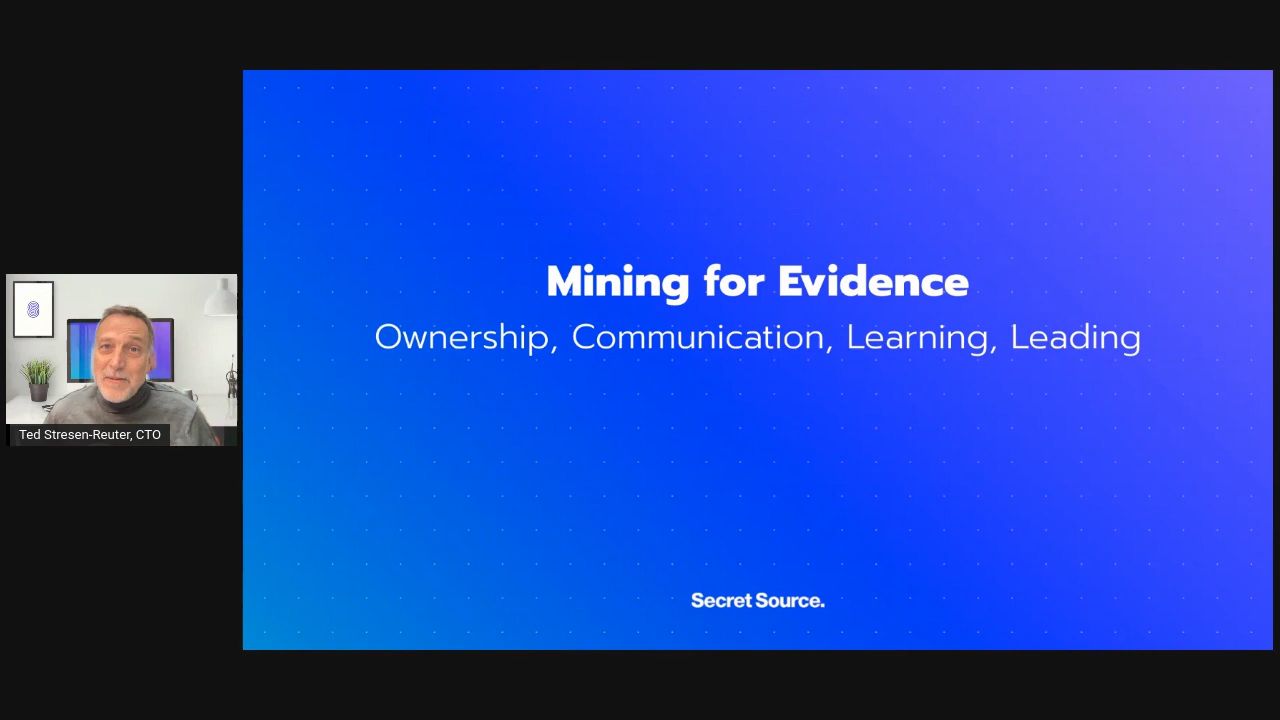 Mining for Evidence
Ownership, Communication, Learning, Leading
Ted Stresen-Reuter, CTO
Secret Source.